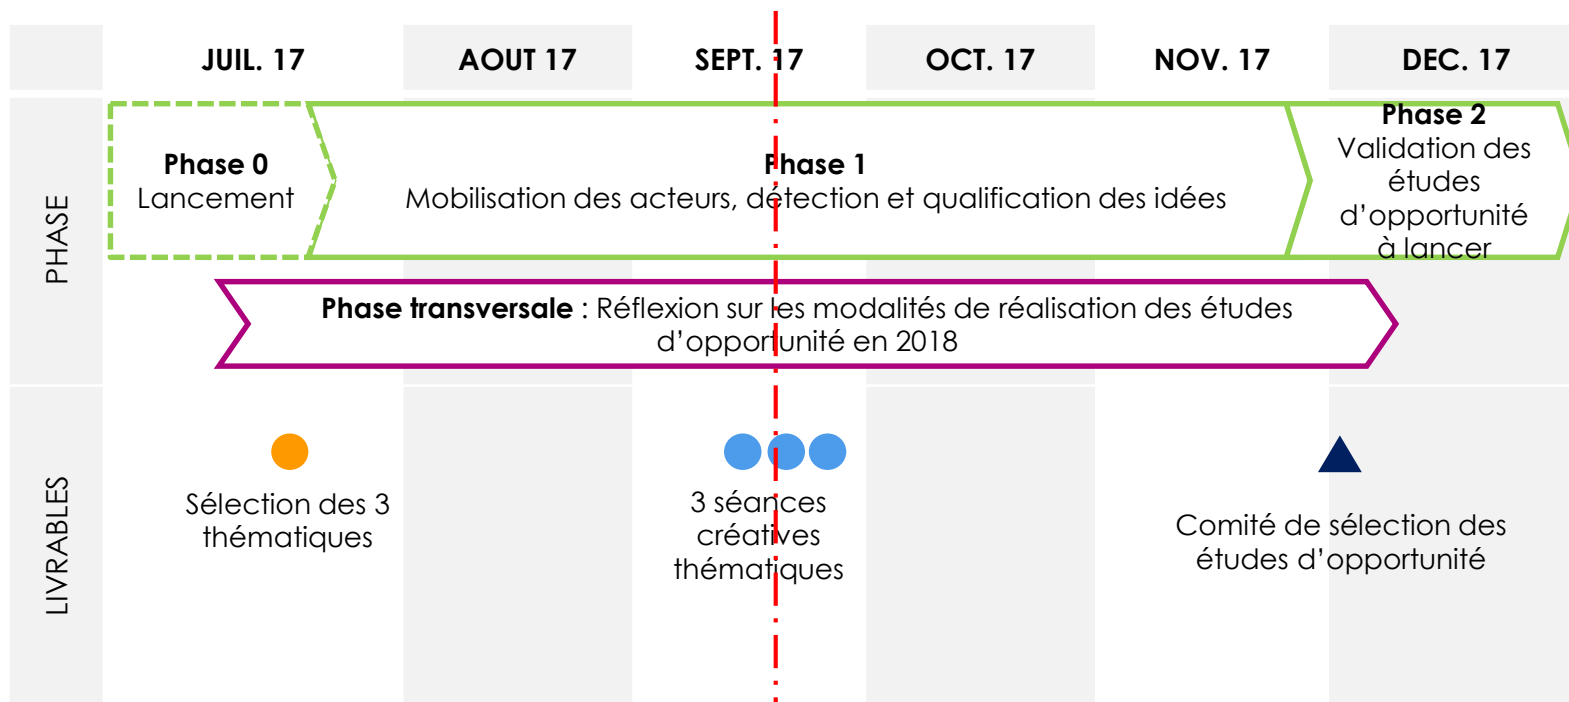 JUIL. 17
AOUT 17
SEPT. 17
OCT. 17
NOV. 17
DEC. 17
PHASE
Phase 0
Lancement
Phase 1
Mobilisation des acteurs, détection et qualification des idées
Phase 2
Validation des
études
d’opportunité
à lancer
Phase transversale : Réflexion sur les modalités de réalisation des études
d’opportunité en 2018
LIVRABLES
Sélection des 3
thématiques
3 séances
créatives
thématiques
Comité de sélection des
études d’opportunité